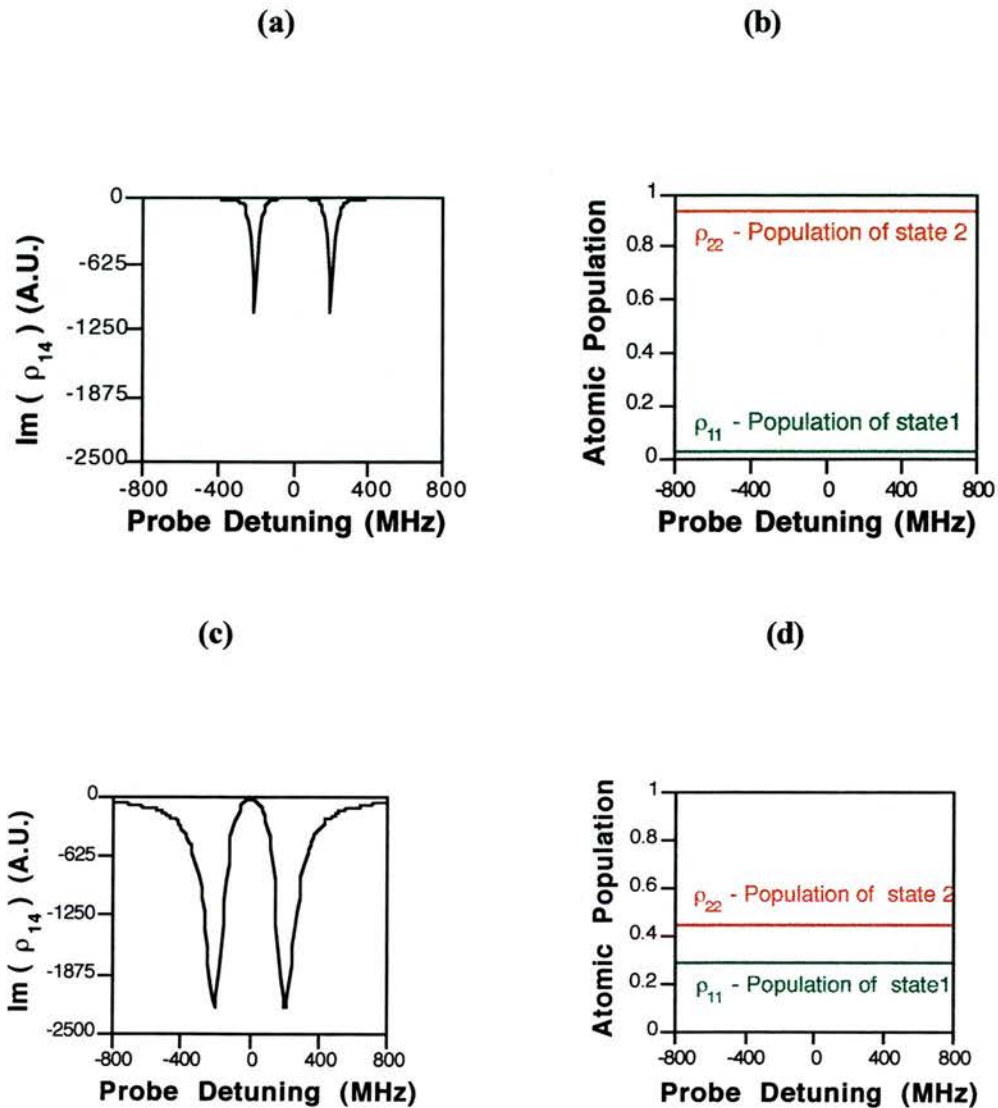 (a)
(b)
0
-625
-1250
-1875
-2500
-800 -400 0 400 800
Probe Detuning (MHz)
Im ( ρ14 ) (A.U.)
1
0.8
0.6
0.4
0.2
0
ρ22 - Population of state 2
ρ11 - Population of state1
-800 -400 0 400 800
Probe Detuning (MHz)
Atomic Population
(c)
(d)
0
-625
-1250
-1875
-2500
-800 -400 0 400 800
Probe Detuning (MHz)
Im ( ρ14 ) (A.U.)
1
0.8
0.6
0.4
0.2
0
ρ22 - Population of state 2
ρ11 - Population of state1
-800 -400 0 400 800
Probe Detuning (MHz)
Atomic Population